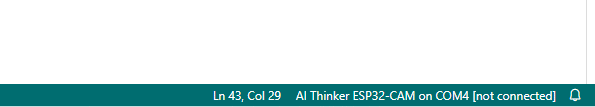 Ln 43, Col 29 AI Thinker ESP32-CAM on COM4 [not connected]